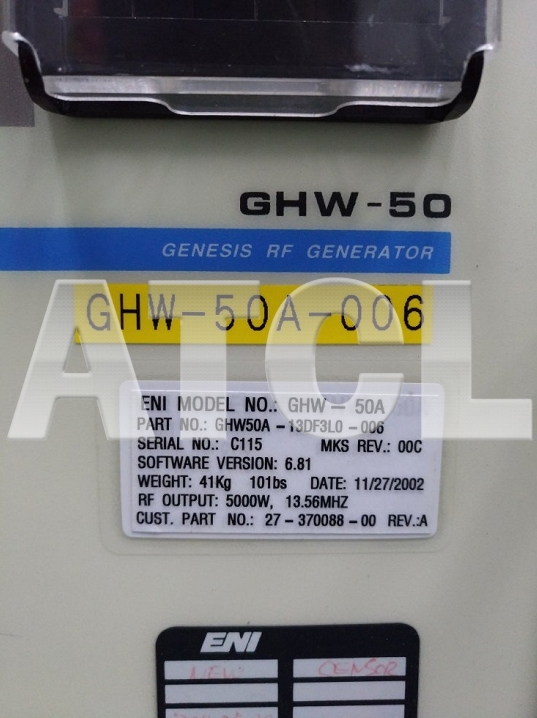 GHW-50
GENESIS RF GENERATOR
GHW-50A-006
ATCL
ENI MODEL NO.: GHW - 50A
PART NO.: GHW50A -13DF3L0 -006
SERIAL NO.: C115 MKS REV.: 00C
SOFTWARE VERSION: 6.81
WEIGHT: 41Kg 101bs DATE: 11/27/2002
RF OUTPUT: 5000W, 13.56MHZ
CUST. PART NO.: 27-370088-00 REV.:A
ENI
NEW CENSOR